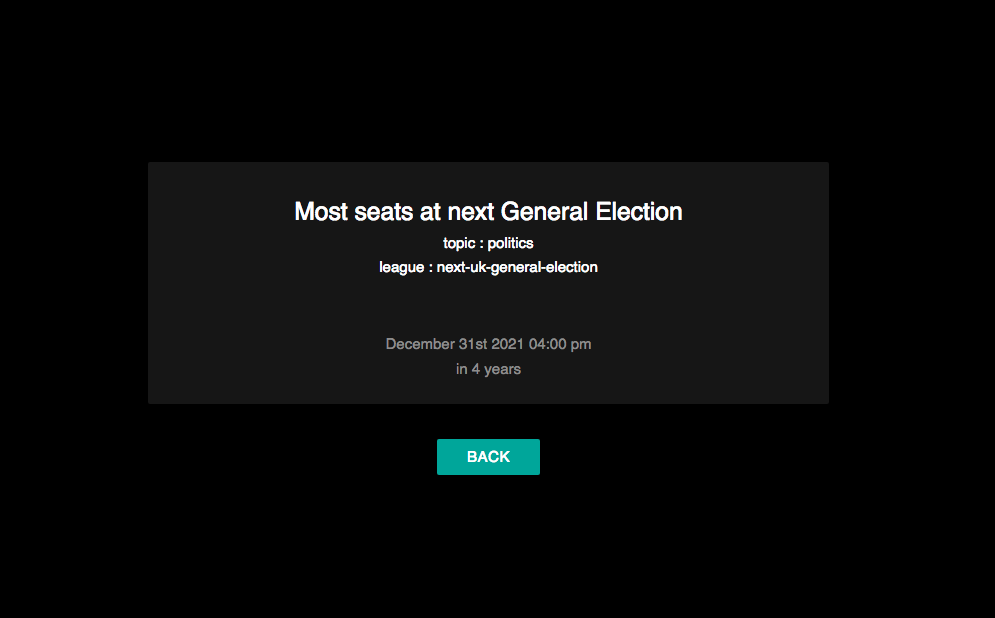 Most seats at next General Election
topic : politics
league : next-uk-general-election
December 31st 2021 04:00 pm
in 4 years
BACK